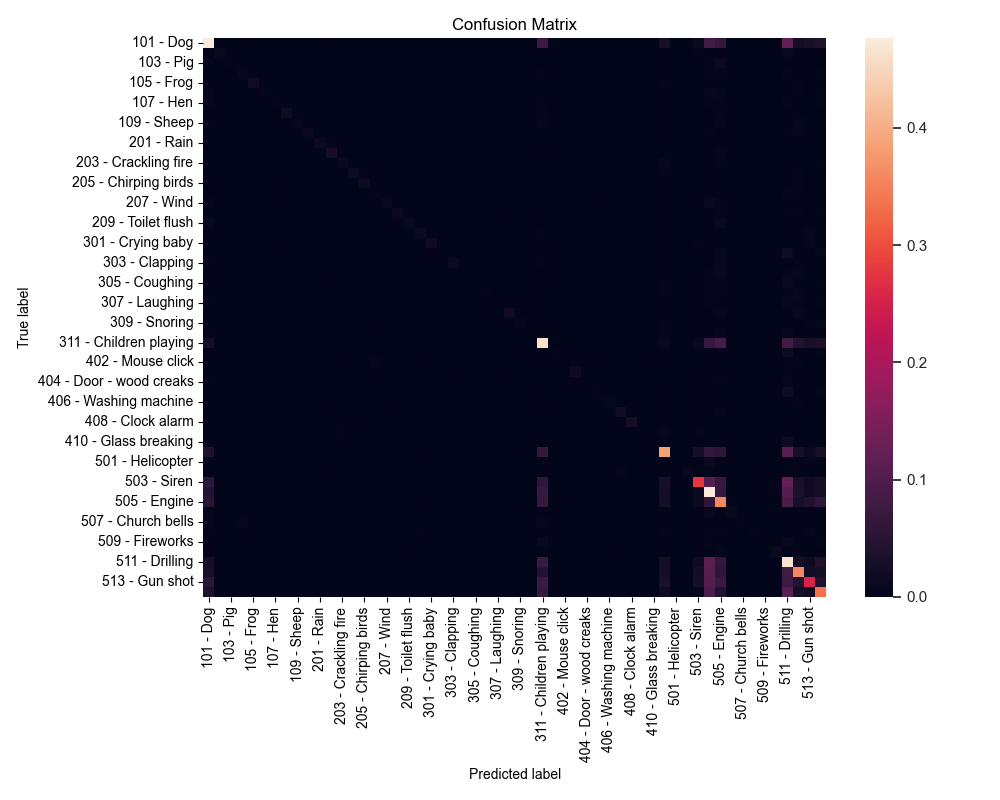 Confusion Matrix
True label
101 - Dog
103 - Pig
105 - Frog
107 - Hen
109 - Sheep
201 - Rain
203 - Crackling fire
205 - Chirping birds
207 - Wind
209 - Toilet flush
301 - Crying baby
303 - Clapping
305 - Coughing
307 - Laughing
309 - Snoring
311 - Children playing
402 - Mouse click
404 - Door - wood creaks
406 - Washing machine
408 - Clock alarm
410 - Glass breaking
501 - Helicopter
503 - Siren
505 - Engine
507 - Church bells
509 - Fireworks
511 - Drilling
513 - Gun shot
0.4
0.3
0.2
0.1
0.0
101 - Dog
103 - Pig
105 - Frog
107 - Hen
109 - Sheep
201 - Rain
203 - Crackling fire
205 - Chirping birds
207 - Wind
209 - Toilet flush
301 - Crying baby
303 - Clapping
305 - Coughing
307 - Laughing
309 - Snoring
311 - Children playing
402 - Mouse click
404 - Door - wood creaks
406 - Washing machine
408 - Clock alarm
410 - Glass breaking
501 - Helicopter
503 - Siren
505 - Engine
507 - Church bells
509 - Fireworks
511 - Drilling
513 - Gun shot
Predicted label